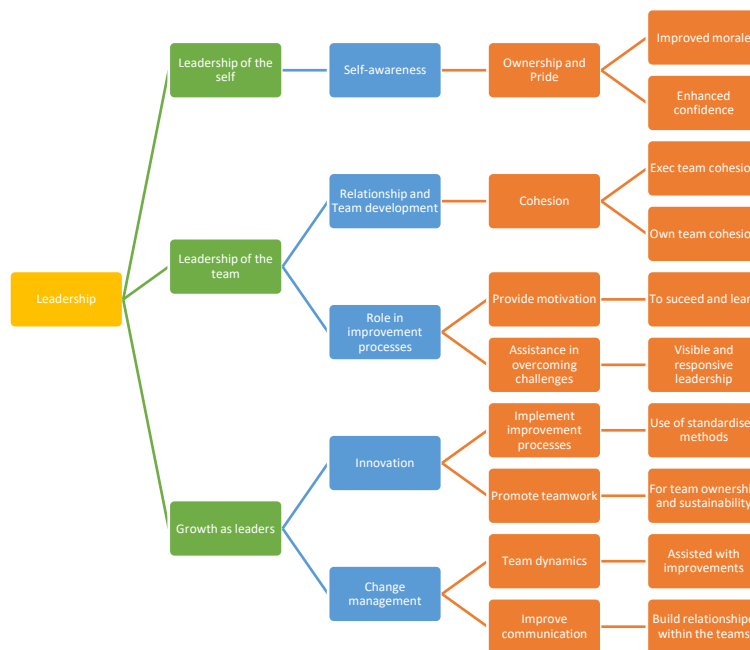 Leadership
Leadership of the
self
Self-awareness
Ownership and
Pride
Improved morale
Enhanced
confidence
Leadership of the
team
Relationship and
Team development
Cohesion
Exec team cohesio
Own team cohesio
Role in
improvement
processes
Provide motivation
To suceed and lear
Assistance in
overcoming
challenges
Visible and
responsive
leadership
Growth as leaders
Innovation
Implement
improvement
processes
Use of standardise
methods
Promote teamwork
For team ownershi
and sustainability
Change
management
Team dynamics
Assisted with
improvements
Improve
communication
Build relationships
within the teams